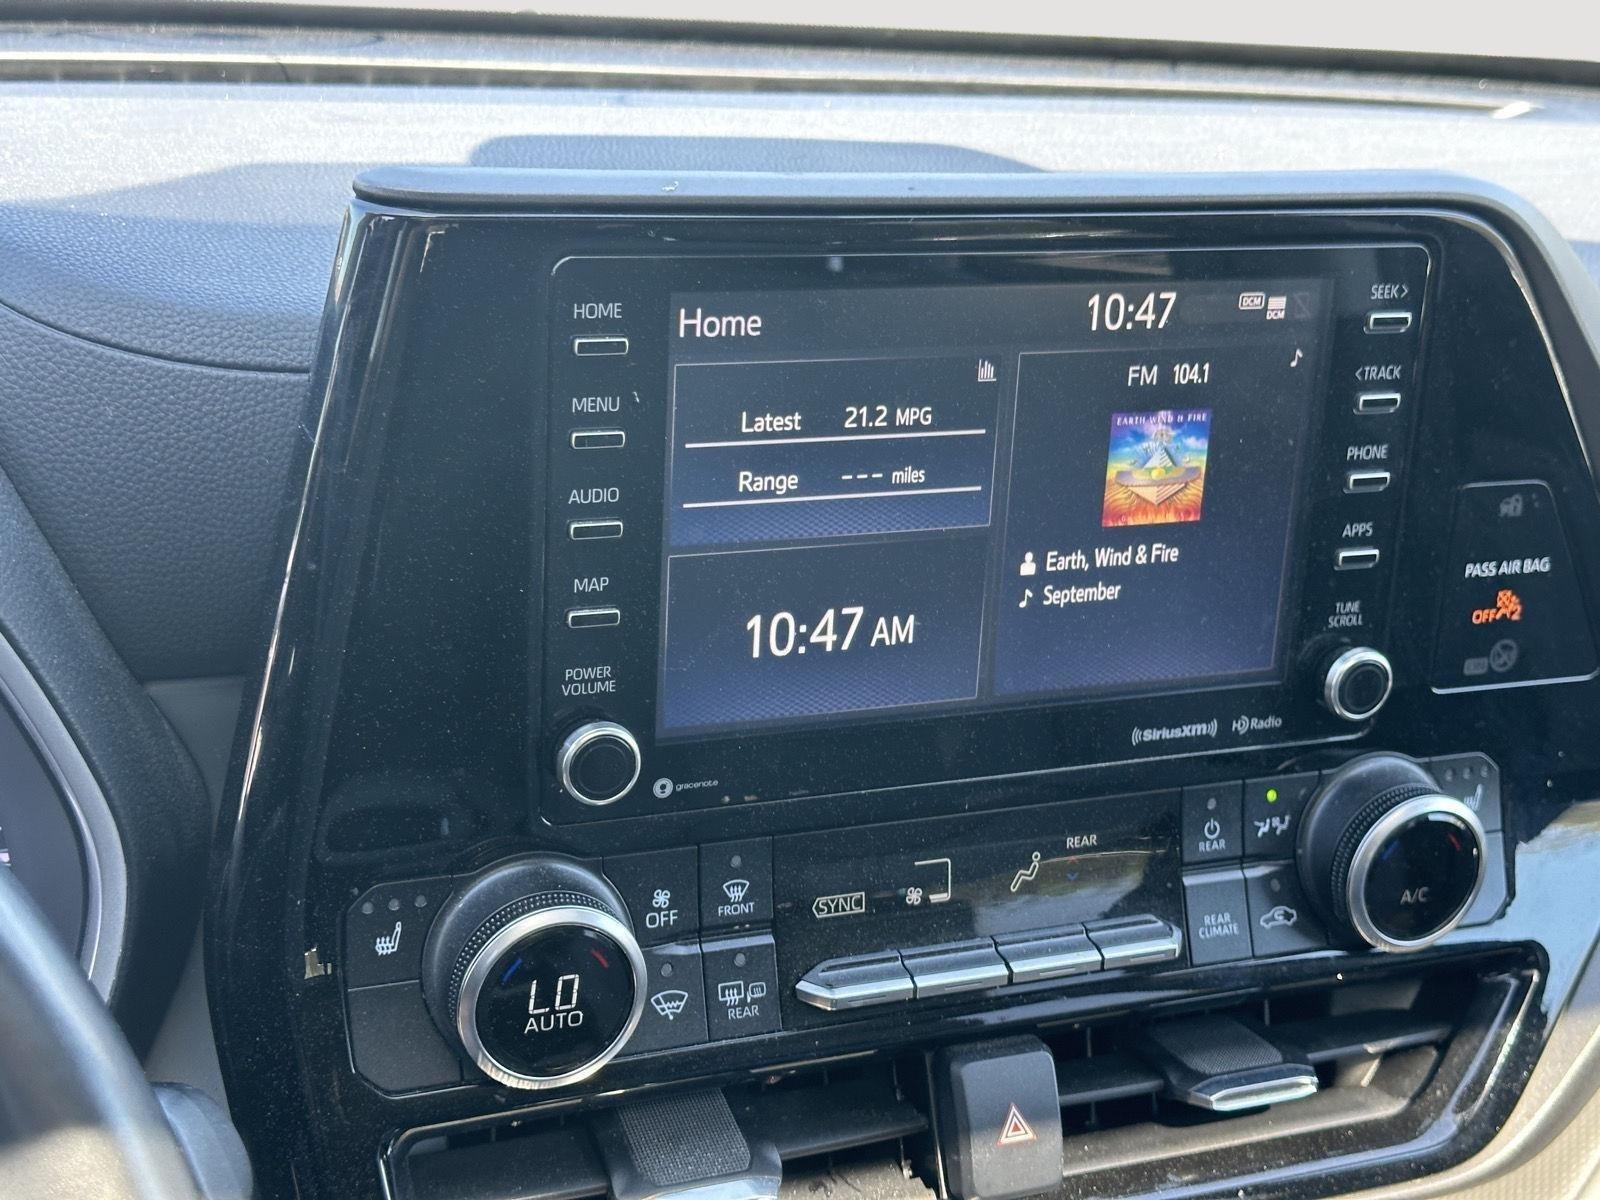 HOME
MENU
AUDIO
MAP
POWER
VOLUME
Home
10:47
DCM
DCM
Latest 21.2 MPG
Range --- miles
10:47 AM
FM 104.1
EARTH WIND & FIRE
Earth, Wind & Fire
September
gracenote
SiriusXM
HD Radio
SEEK>
<TRACK
PHONE
APPS
TUNE
SCROLL
PASS AIR BAG
OFF 2
LO
AUTO
OFF
FRONT
REAR
SYNC
REAR
REAR
REAR
CLIMATE
A/C